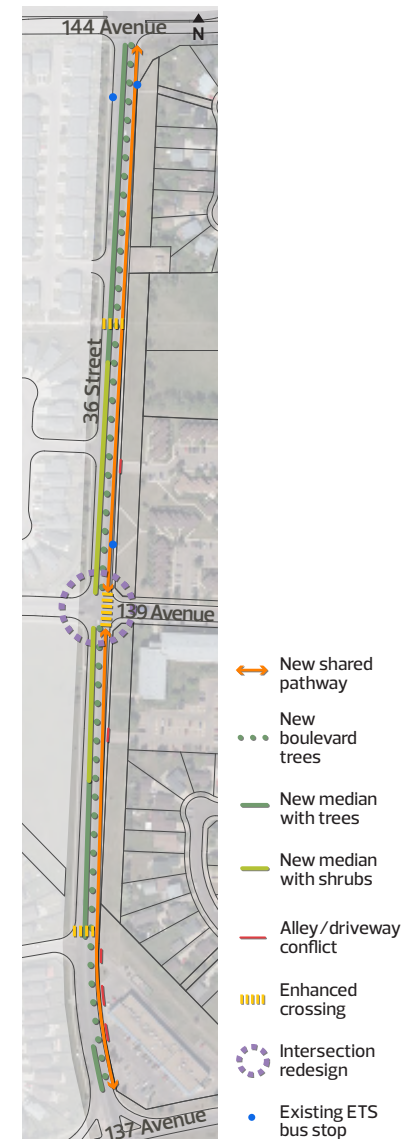 144 Avenue
N
36 Street
139 Avenue
137 Avenue
New shared
pathway
New
boulevard
trees
New median
with trees
New median
with shrubs
Alley/driveway
conflict
Enhanced
crossing
Intersection
redesign
Existing ETS
bus stop